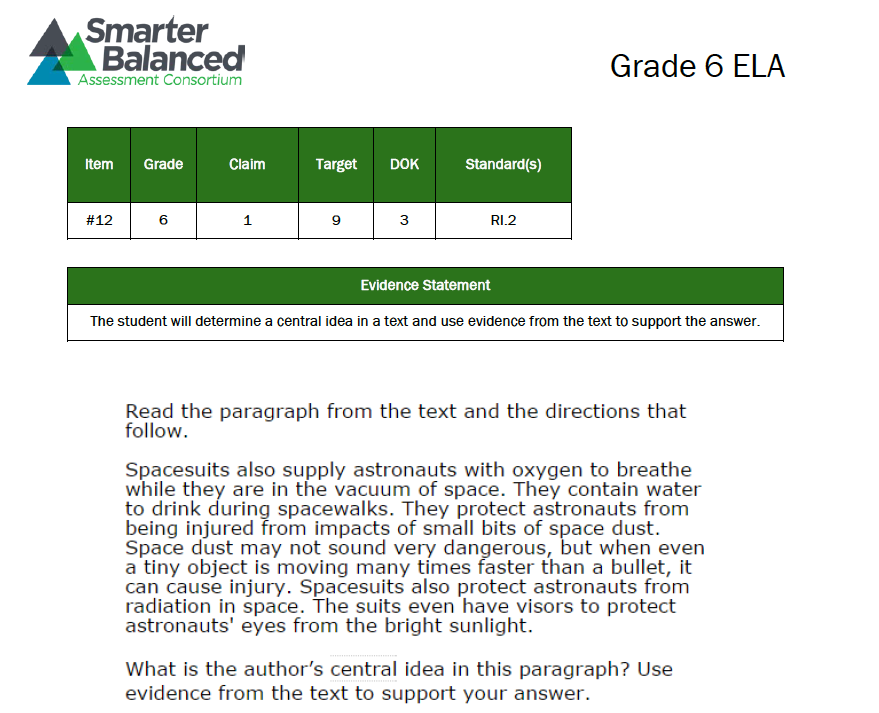 Smarter
Balanced
Assessment Consortium
Grade 6 ELA
Item Grade Claim Target DOK Standard(s)
#12 6 1 9 3 RI.2
Evidence Statement
The student will determine a central idea in a text and use evidence from the text to support the answer.
Read the paragraph from the text and the directions that
follow.
Spacesuits also supply astronauts with oxygen to breathe
while they are in the vacuum of space. They contain water
to drink during spacewalks. They protect astronauts from
being injured from impacts of small bits of space dust.
Space dust may not sound very dangerous, but when even
a tiny object is moving many times faster than a bullet, it
can cause injury. Spacesuits also protect astronauts from
radiation in space. The suits even have visors to protect
astronauts' eyes from the bright sunlight.
What is the author’s central idea in this paragraph? Use
evidence from the text to support your answer.